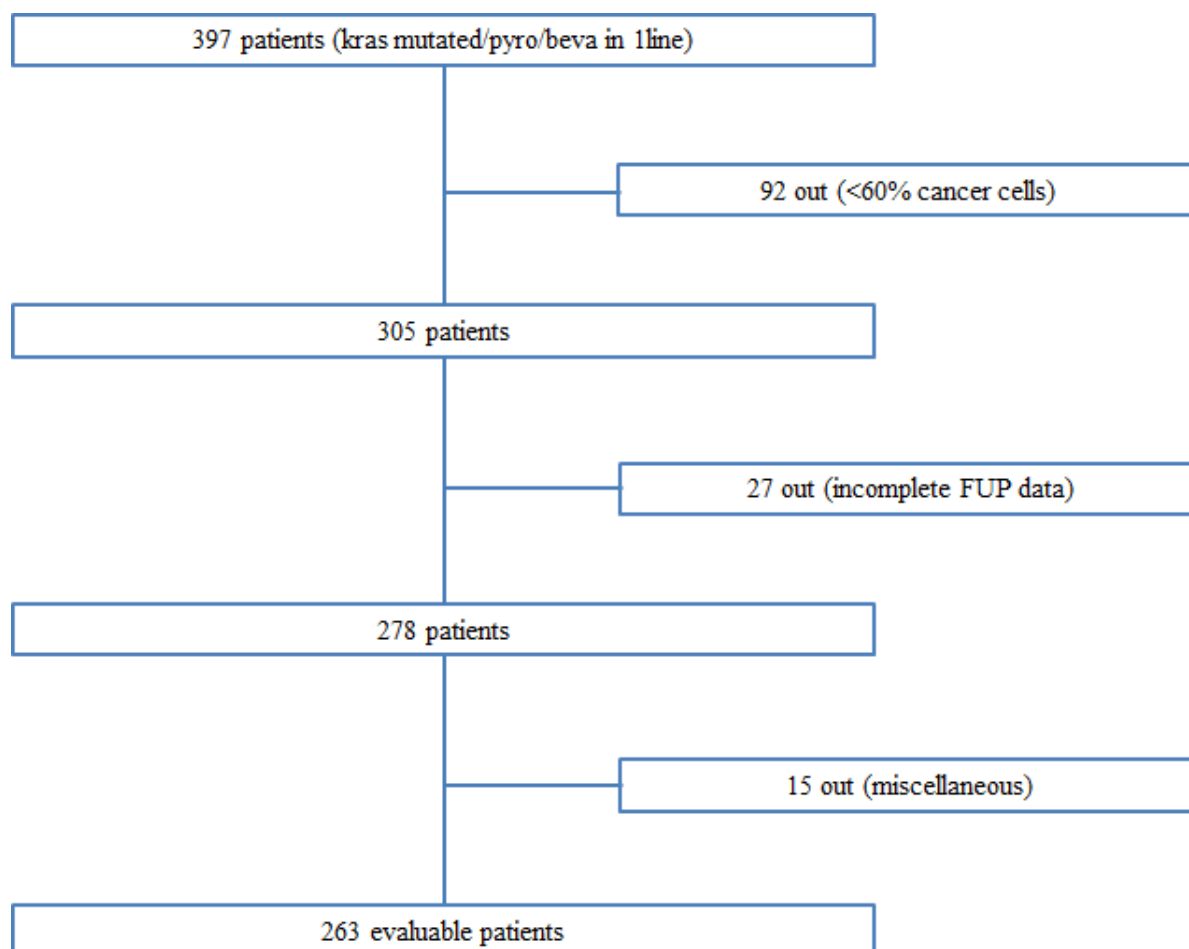 397 patients (kras mutated/pyro/beva in 1line)
92 out (<60% cancer cells)
305 patients
27 out (incomplete FUP data)
278 patients
15 out (miscellaneous)
263 evaluable patients